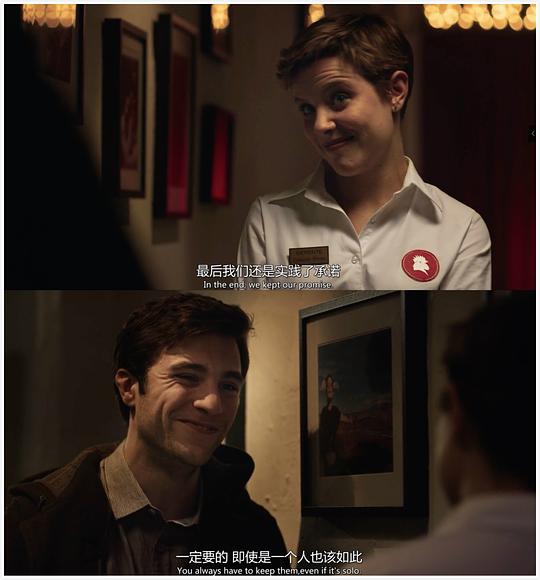 最后我们还是实践了承诺
In the end, we kept our promise.
一定要的 即使是一个人也该如此
You always have to keep them,even if it's solo.